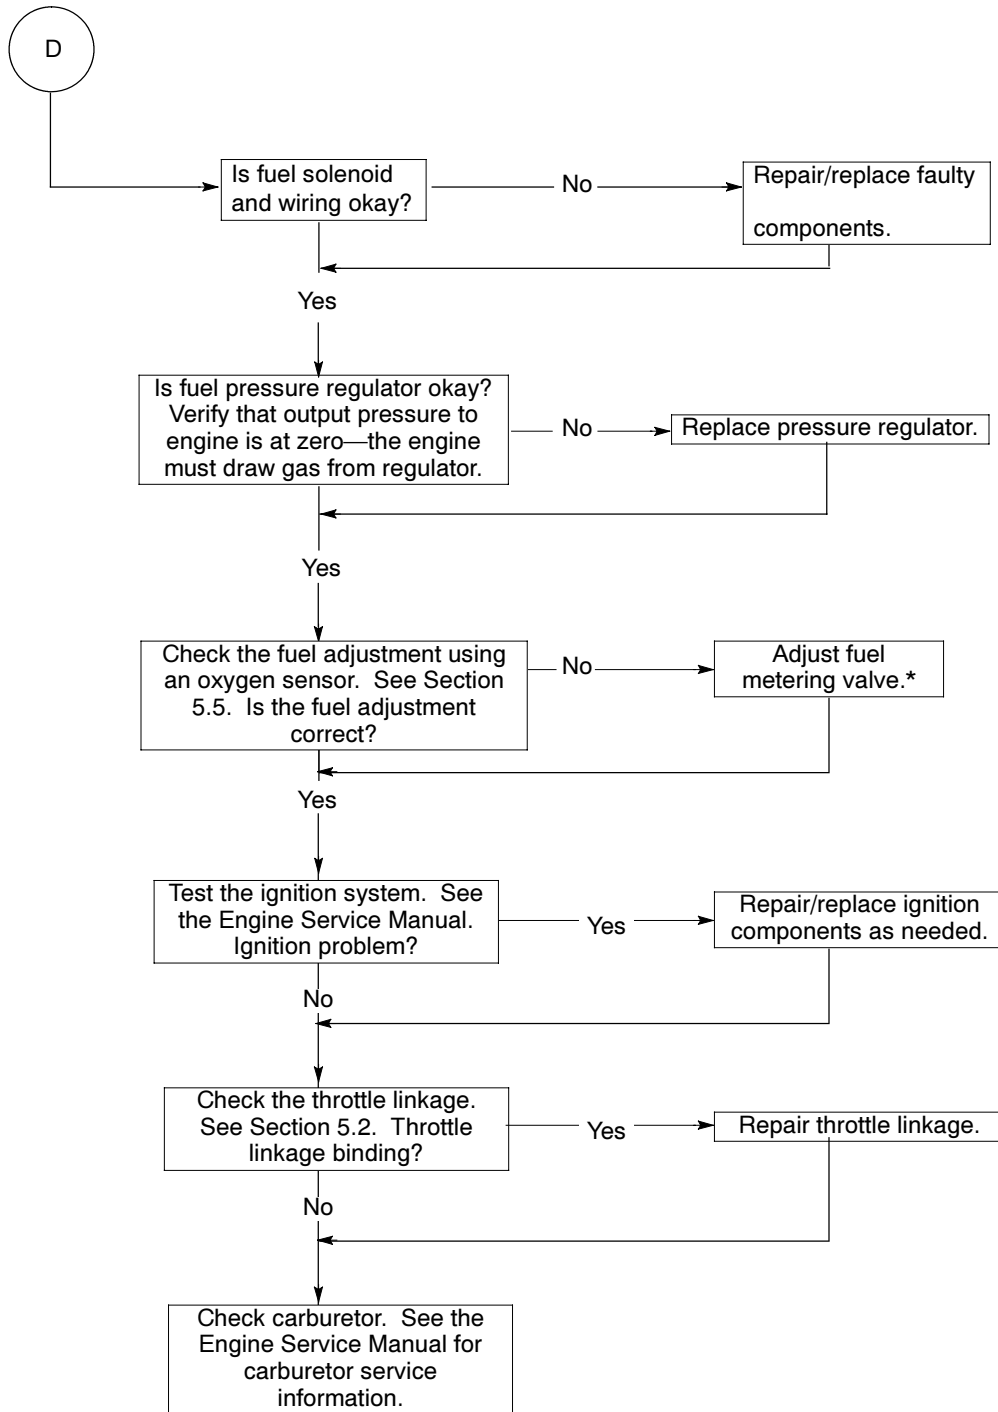 D
Is fuel solenoid
and wiring okay?
No
Repair/replace faulty
components.
Yes
Is fuel pressure regulator okay?
Verify that output pressure to
engine is at zero—the engine
must draw gas from regulator.
No
Replace pressure regulator.
Yes
Check the fuel adjustment using
an oxygen sensor. See Section
5.5. Is the fuel adjustment
correct?
No
Adjust fuel
metering valve.*
Yes
Test the ignition system. See
the Engine Service Manual.
Ignition problem?
Yes
Repair/replace ignition
components as needed.
No
Check the throttle linkage.
See Section 5.2. Throttle
linkage binding?
Yes
Repair throttle linkage.
No
Check carburetor. See the
Engine Service Manual for
carburetor service
information.